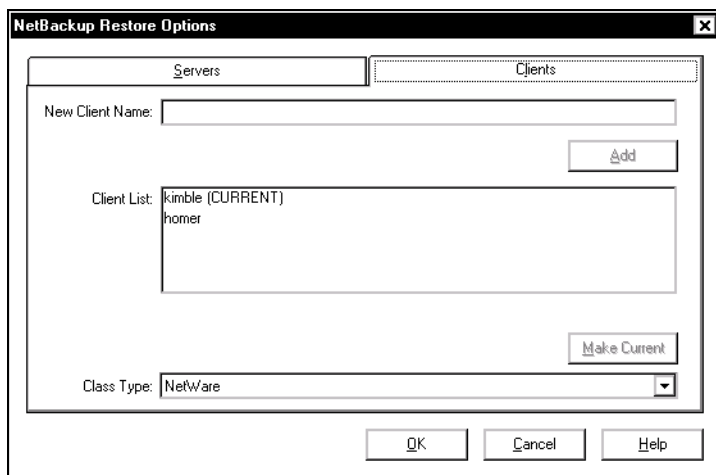 NetBackup Restore Options
Servers
Clients
New Client Name:
Add
Client List:
kimble (CURRENT)
homer
Make Current
Class Type:
NetWare
OK
Cancel
Help